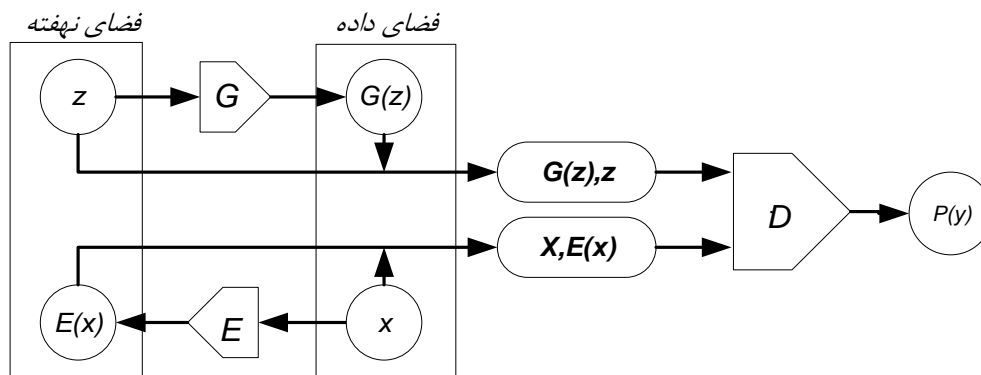 فضای نهفته
فضای داده
z
G
G(z)
G(z),z
D
P(y)
X,E(x)
E(x)
E
x